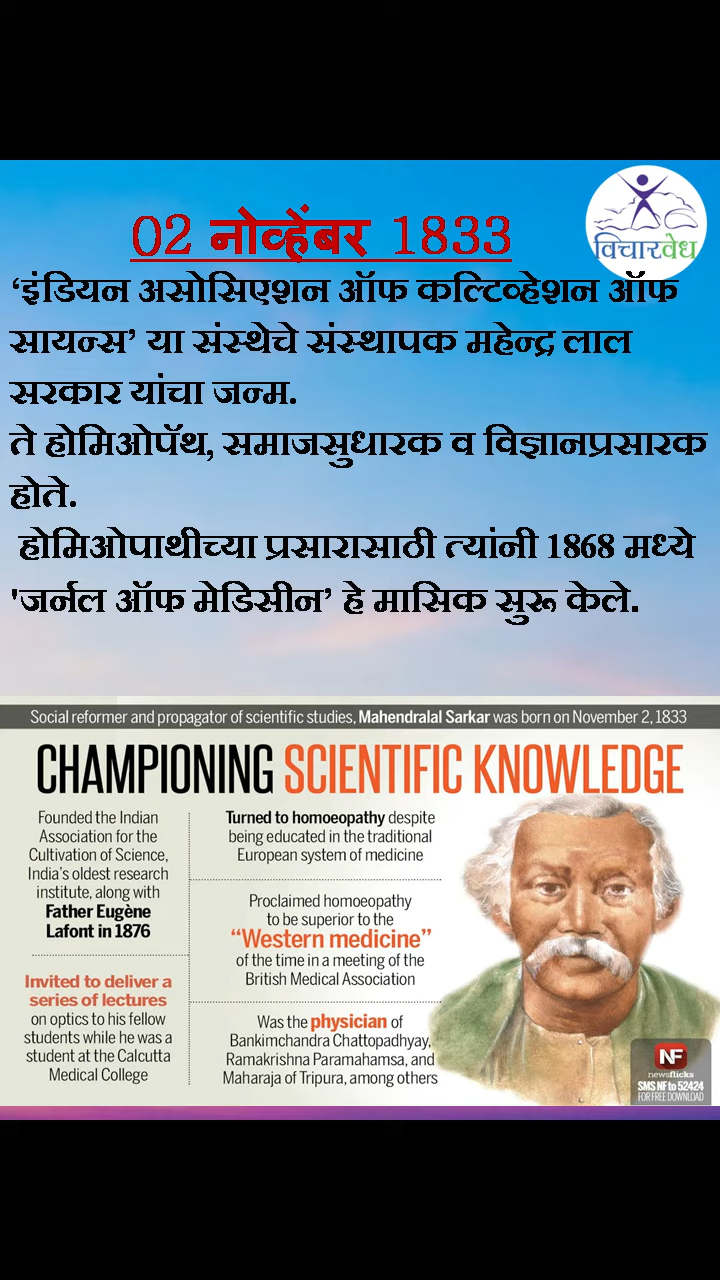 02 नोव्हेंबर 1833
विचारवेध
‘इंडियन असोसिएशन ऑफ कल्टिव्हेशन ऑफ
सायन्स’ या संस्थेचे संस्थापक महेन्द्र लाल
सरकार यांचा जन्म.
ते होमिओपॅथ, समाजसुधारक व विज्ञानप्रसारक
होते.
होमिओपाथीच्या प्रसारासाठी त्यांनी 1868 मध्ये
'जर्नल ऑफ मेडिसीन’ हे मासिक सुरू केले.
Social reformer and propagator of scientific studies, Mahendralal Sarkar was born on November 2, 1833
CHAMPIONING SCIENTIFIC KNOWLEDGE
Founded the Indian
Association for the
Cultivation of Science,
India's oldest research
institute, along with
Father Eugène
Lafont in 1876
Invited to deliver a
series of lectures
on optics to his fellow
students while he was a
student at the Calcutta
Medical College
Turned to homoeopathy despite
being educated in the traditional
European system of medicine
Proclaimed homoeopathy
to be superior to the
“Western medicine”
of the time in a meeting of the
British Medical Association
Was the physician of
Bankimchandra Chattopadhyay,
Ramakrishna Paramahamsa, and
Maharaja of Tripura, among others
NF
newsflicks
SMS NF to 52424
FOR FREE DOWNLOAD